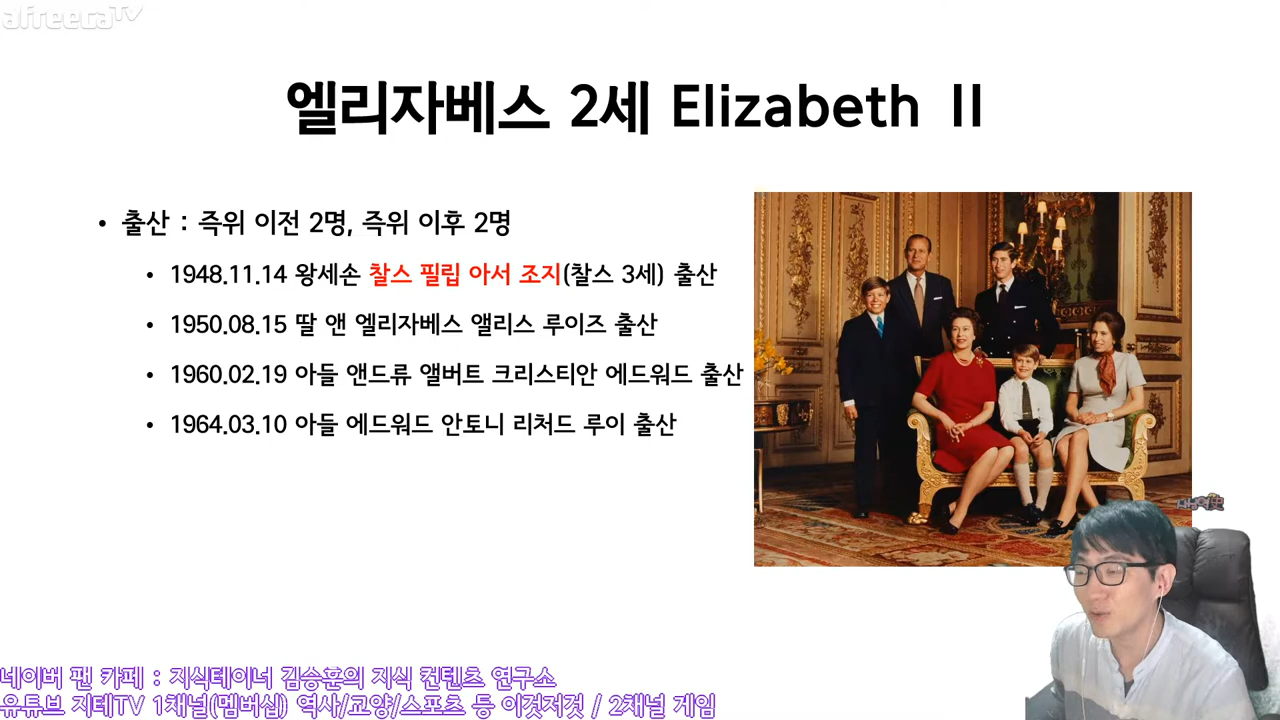 afreecaTV
엘리자베스 2세 Elizabeth Ⅱ
• 출산 : 즉위 이전 2명, 즉위 이후 2명
• 1948.11.14 왕세손 찰스 필립 아서 조지(찰스 3세) 출산
• 1950.08.15 딸 앤 엘리자베스 앨리스 루이즈 출산
• 1960.02.19 아들 앤드류 앨버트 크리스티안 에드워드 출산
• 1964.03.10 아들 에드워드 안토니 리처드 루이 출산
네이버 팬 카페 : 지식테이너 김승훈의 지식 컨텐츠 연구소
유튜브 지테TV 1채널(멤버십) 역사/교양/스포츠 등 이것저것 / 2채널 게임